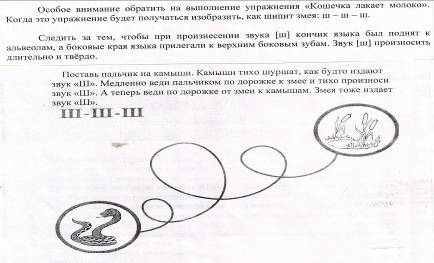 Особое внимание обратить на выполнение упражнения «Кошечка лакает молоко».
Когда это упражнение будет получаться изобразить, как шипит змея: ш – ш – ш.
Следить за тем, чтобы при произнесении звука [ш] кончик языка был поднят к
альвеолам, а боковые края языка прилегали к верхним боковым зубам. Звук [ш] произносить
длительно и твёрдо.
Поставь пальчик на камыши. Камыши тихо шуршат, как будто издают
звук «Ш». Медленно веди пальчиком по дорожке к змее и тихо произноси
звук «Ш». А теперь веди по дорожке от змеи к камышам. Змея тоже издает
звук «Ш».
Ш-Ш-Ш